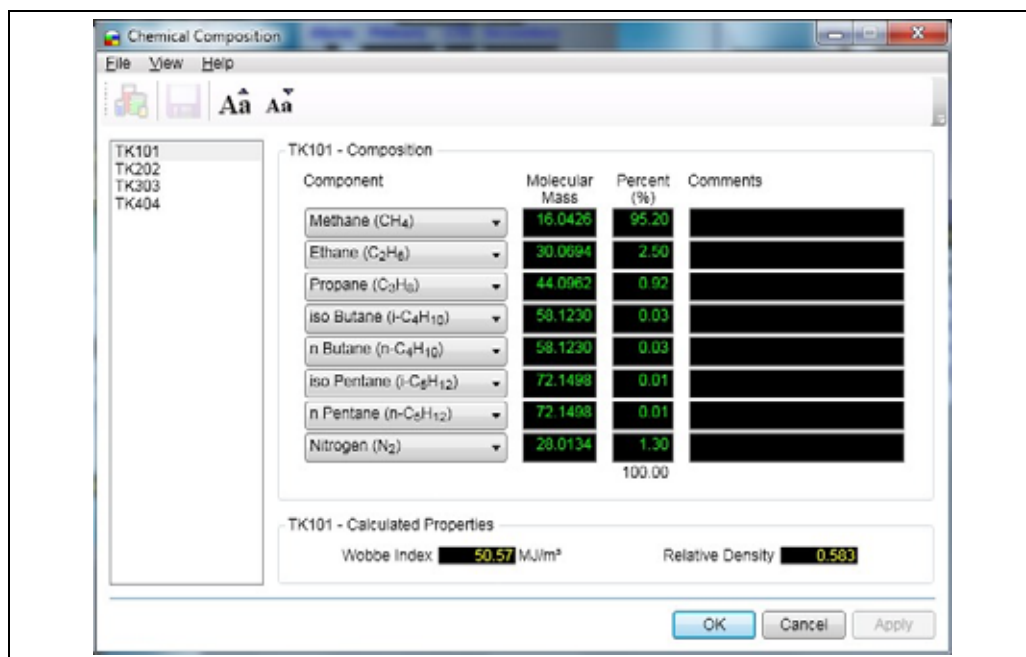 Chemical Composition
File View Help
Aa Aa
TK101
TK202
TK303
TK404
TK101 - Composition
Component Molecular Mass Percent (%) Comments
Methane (CH₄) 16.0426 95.20
Ethane (C₂H₆) 30.0694 2.50
Propane (C₃H₈) 44.0962 0.92
iso Butane (i-C₄H₁₀) 58.1230 0.03
n Butane (n-C₄H₁₀) 58.1230 0.03
iso Pentane (i-C₅H₁₂) 72.1498 0.01
n Pentane (n-C₅H₁₂) 72.1498 0.01
Nitrogen (N₂) 28.0134 1.30
100.00
TK101 - Calculated Properties
Wobbe Index 50.57 MJ/m³ Relative Density 0.583
OK Cancel Apply